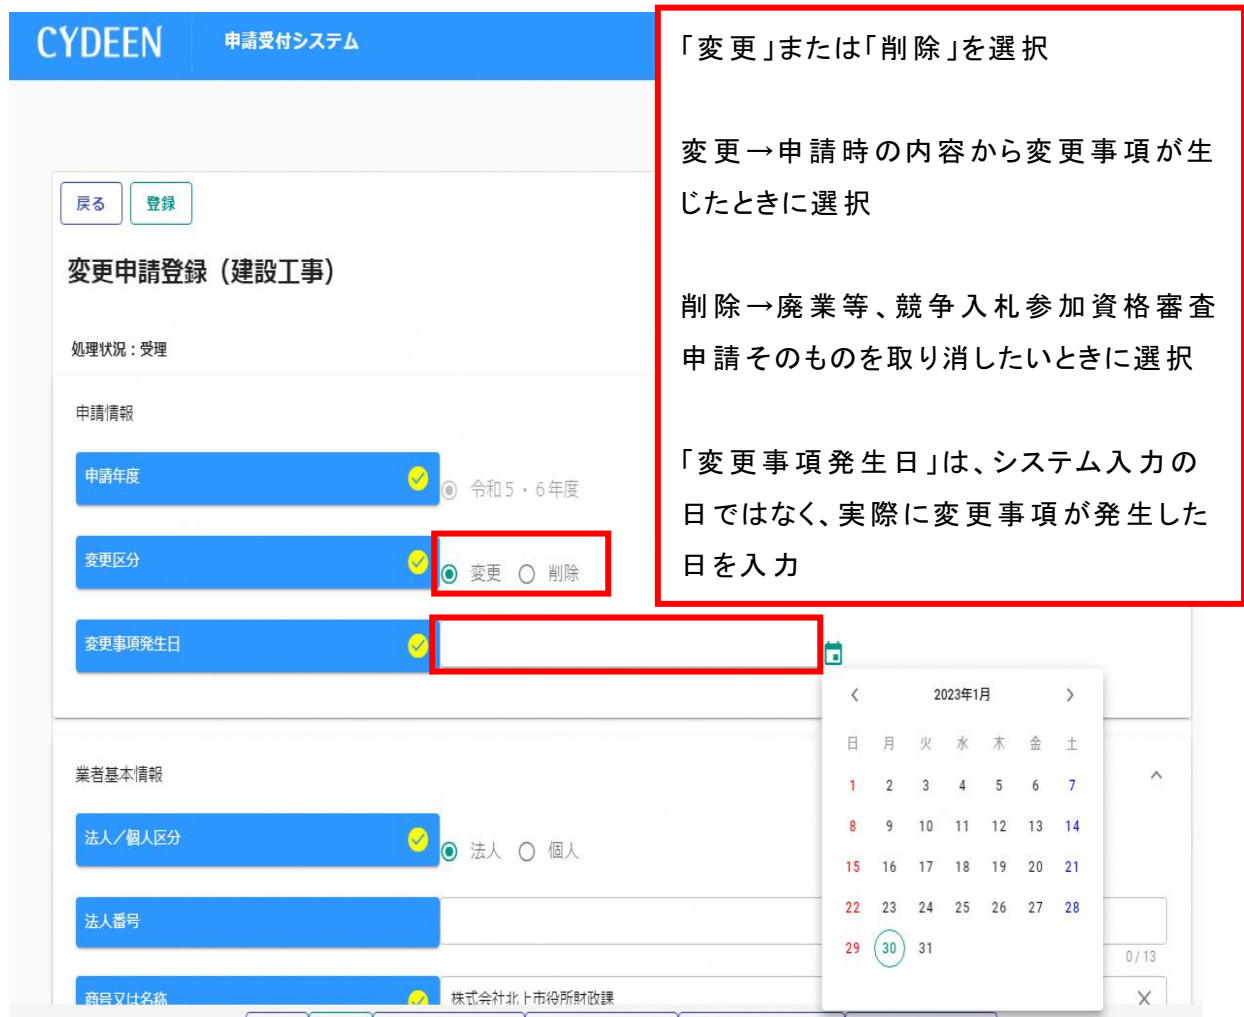 CYDEEN
申請受付システム
「変更」または「削除」を選択
変更→申請時の内容から変更事項が生
じたときに選択
削除→廃業等、競争入札参加資格審査
申請そのものを取り消したいときに選択
「変更事項発生日」は、システム入力の
日ではなく、実際に変更事項が発生した
日を入力
戻る 登録
変更申請登録（建設工事）
処理状況：受理
申請情報
申請年度 令和5・6年度
変更区分 変更 削除
変更事項発生日
2023年1月
日 月 火 水 木 金 土
1 2 3 4 5 6 7
8 9 10 11 12 13 14
15 16 17 18 19 20 21
22 23 24 25 26 27 28
29 30 31
業者基本情報
法人／個人区分 法人 個人
法人番号
0/13
商号又は名称 株式会社北上市役所財政課